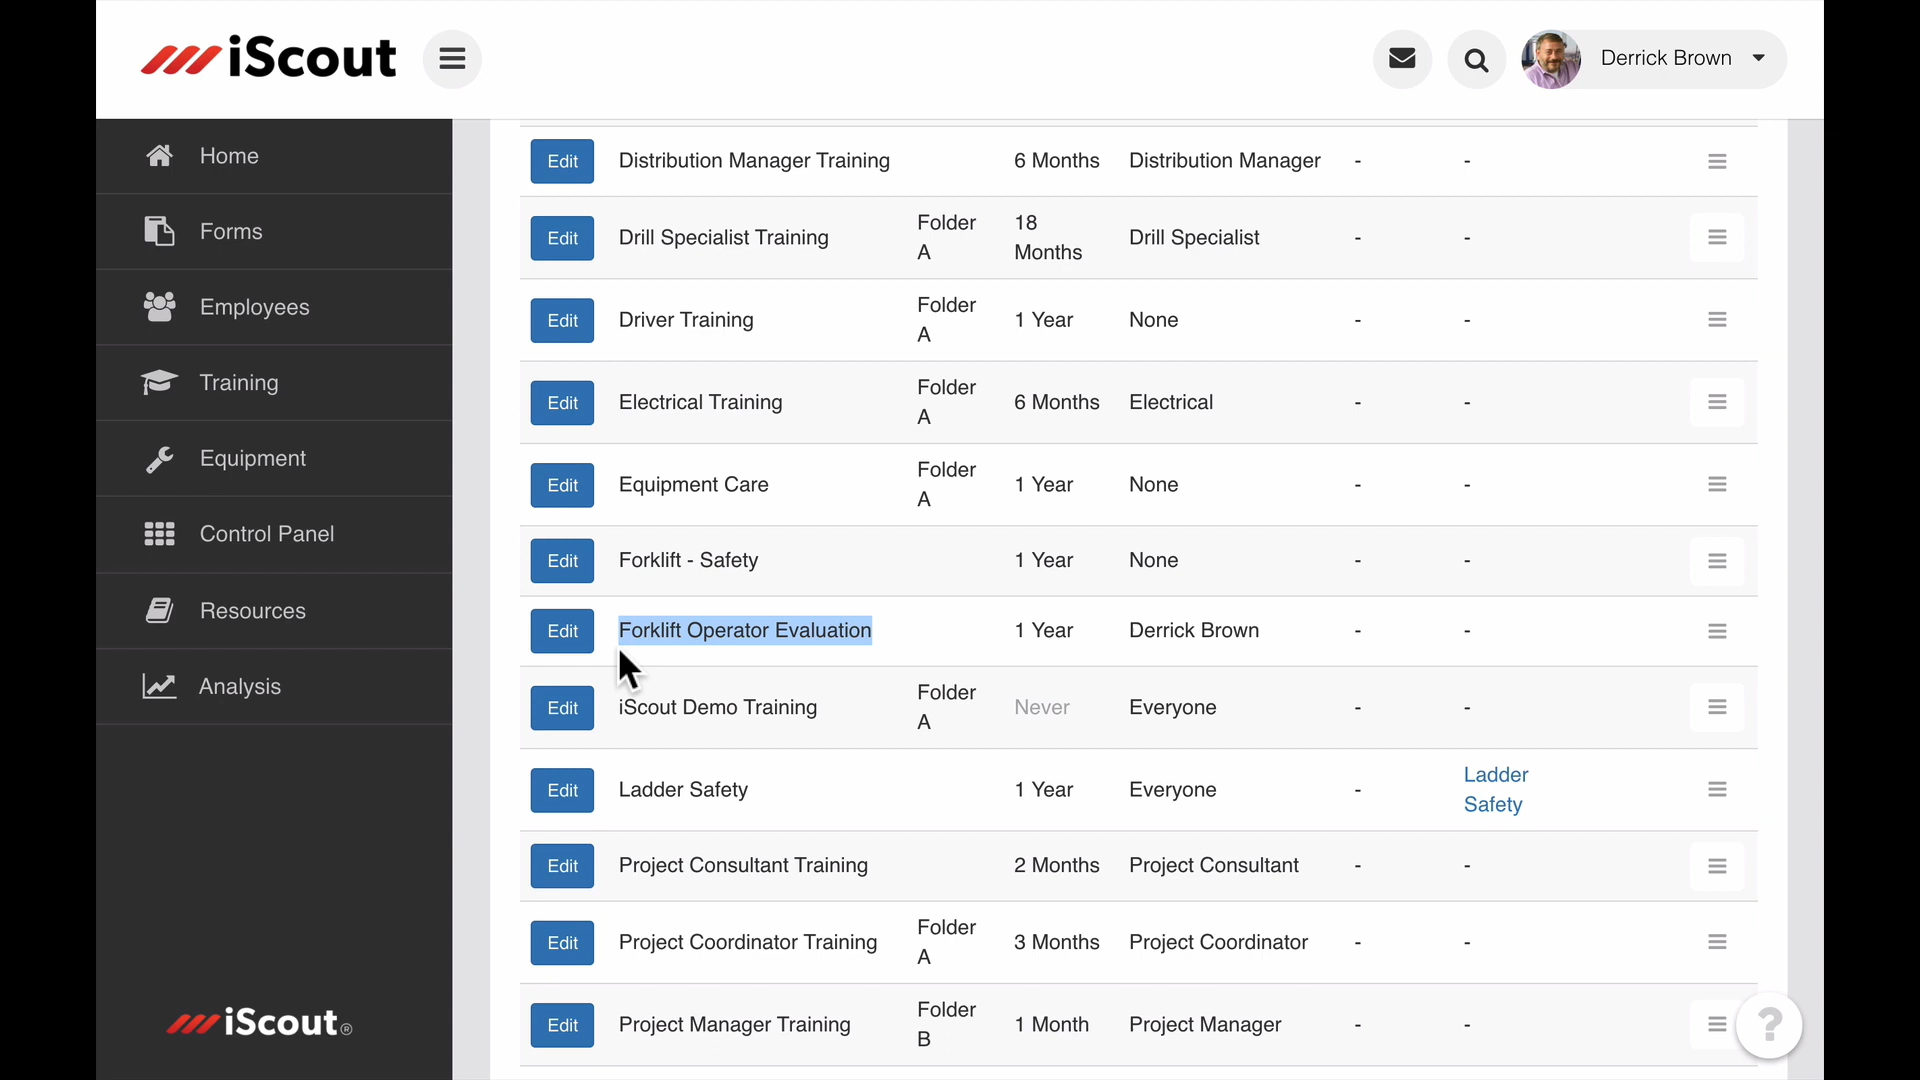 iScout
Derrick Brown
Home
Forms
Employees
Training
Equipment
Control Panel
Resources
Analysis
iScout®
Edit Distribution Manager Training 6 Months Distribution Manager - -
Edit Drill Specialist Training Folder A 18 Months Drill Specialist - -
Edit Driver Training Folder A 1 Year None - -
Edit Electrical Training Folder A 6 Months Electrical - -
Edit Equipment Care Folder A 1 Year None - -
Edit Forklift - Safety 1 Year None - -
Edit Forklift Operator Evaluation 1 Year Derrick Brown - -
Edit iScout Demo Training Folder A Never Everyone - -
Edit Ladder Safety 1 Year Everyone - Ladder Safety
Edit Project Consultant Training 2 Months Project Consultant - -
Edit Project Coordinator Training Folder A 3 Months Project Coordinator - -
Edit Project Manager Training Folder B 1 Month Project Manager - -
?